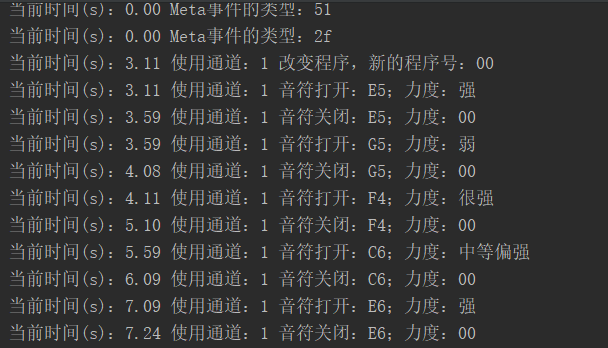 当前时间(s): 0.00 Meta事件的类型: 51
当前时间(s): 0.00 Meta事件的类型: 2f
当前时间(s): 3.11 使用通道: 1 改变程序, 新的程序号: 00
当前时间(s): 3.11 使用通道: 1 音符打开: E5; 力度: 强
当前时间(s): 3.59 使用通道: 1 音符关闭: E5; 力度: 00
当前时间(s): 3.59 使用通道: 1 音符打开: G5; 力度: 弱
当前时间(s): 4.08 使用通道: 1 音符关闭: G5; 力度: 00
当前时间(s): 4.11 使用通道: 1 音符打开: F4; 力度: 很强
当前时间(s): 5.10 使用通道: 1 音符关闭: F4; 力度: 00
当前时间(s): 5.59 使用通道: 1 音符打开: C6; 力度: 中等偏强
当前时间(s): 6.09 使用通道: 1 音符关闭: C6; 力度: 00
当前时间(s): 7.09 使用通道: 1 音符打开: E6; 力度: 强
当前时间(s): 7.24 使用通道: 1 音符关闭: E6; 力度: 00